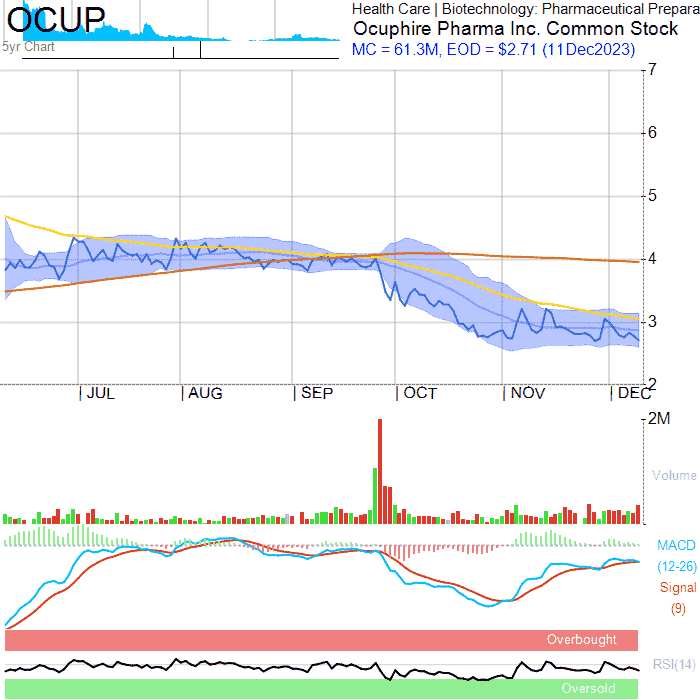 OCUP
5yr Chart
Health Care | Biotechnology: Pharmaceutical Prepara
Ocuphire Pharma Inc. Common Stock
MC = 61.3M, EOD = $2.71 (11Dec2023)
7
6
5
4
3
2
| JUL | AUG | SEP | OCT | NOV | DEC
2M
Volume
MACD
(12-26)
Signal
(9)
Overbought
RSI(14)
Oversold